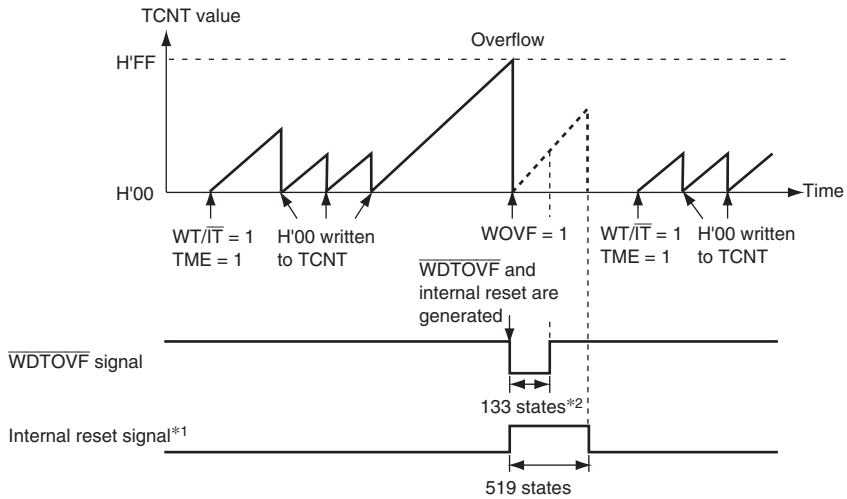 TCNT value
Overflow
H'FF
H'00
Time
WT/IT = 1
TME = 1
H'00 written
to TCNT
WOVF = 1
WT/IT = 1
TME = 1
H'00 written
to TCNT
WDTOVF and
internal reset are
generated
WDTOVF signal
133 states*2
Internal reset signal*1
519 states